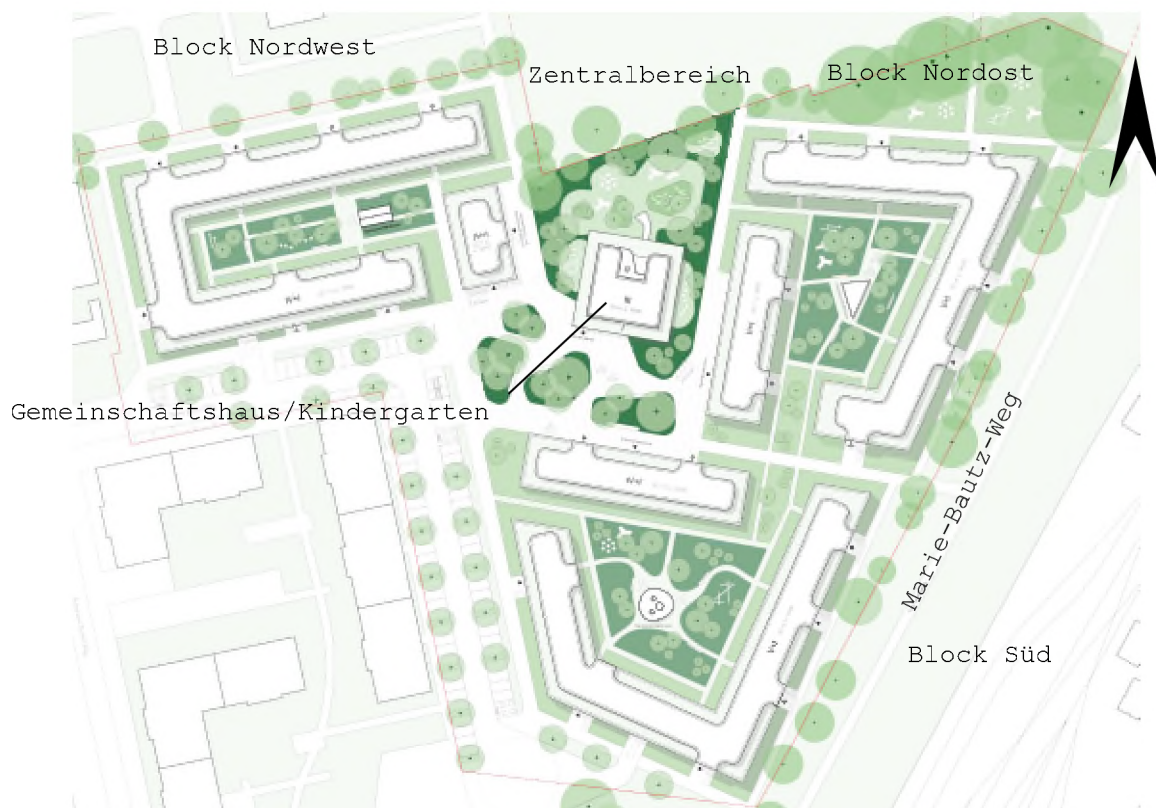 Block Nordwest
Zentralbereich
Block Nordost
Gemeinschaftshaus/Kindergarten
Marie-Bautz-Weg
Block Süd